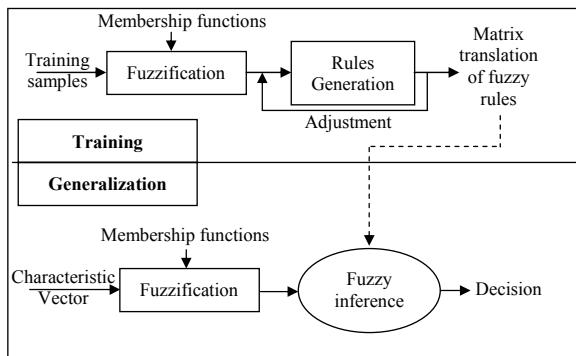 Membership functions
Training
samples
Fuzzification
Rules
Generation
Matrix
translation
of fuzzy
rules
Adjustment
Training
Generalization
Membership functions
Characteristic
Vector
Fuzzification
Fuzzy
inference
Decision